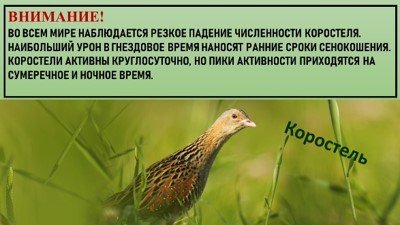 ВНИМАНИЕ!
ВО ВСЕМ МИРЕ НАБЛЮДАЕТСЯ РЕЗКОЕ ПАДЕНИЕ ЧИСЛЕННОСТИ КОРОСТЕЛЯ.
НАИБОЛЬШИЙ УРОН В ГНЕЗДОВОЕ ВРЕМЯ НАНОСЯТ РАННИЕ СРОКИ СЕНОКОШЕНИЯ.
КОРОСТЕЛИ АКТИВНЫ КРУГЛОСУТОЧНО, НО ПИКИ АКТИВНОСТИ ПРИХОДЯТСЯ НА
СУМЕРЕЧНОЕ И НОЧНОЕ ВРЕМЯ.
Коростель